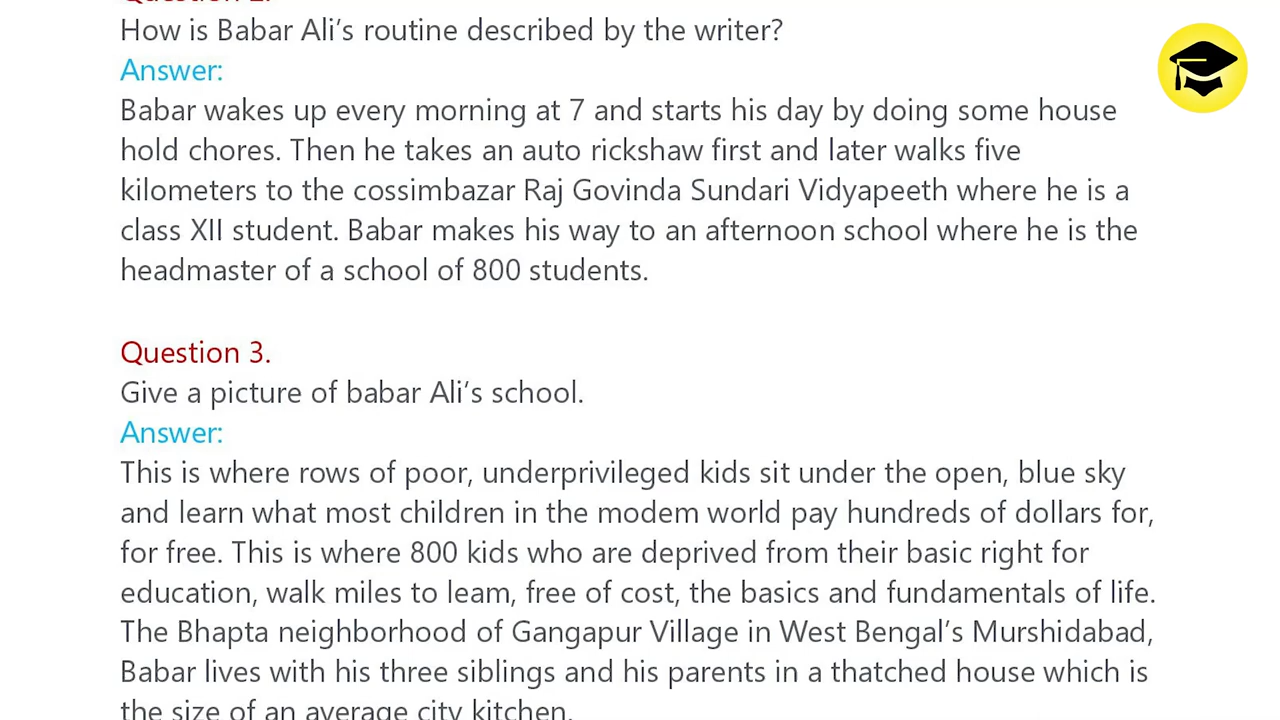 Question 2.
How is Babar Ali’s routine described by the writer?
Answer:
Babar wakes up every morning at 7 and starts his day by doing some house
hold chores. Then he takes an auto rickshaw first and later walks five
kilometers to the cossimbazar Raj Govinda Sundari Vidyapeeth where he is a
class XII student. Babar makes his way to an afternoon school where he is the
headmaster of a school of 800 students.
Question 3.
Give a picture of babar Ali’s school.
Answer:
This is where rows of poor, underprivileged kids sit under the open, blue sky
and learn what most children in the modem world pay hundreds of dollars for,
for free. This is where 800 kids who are deprived from their basic right for
education, walk miles to leam, free of cost, the basics and fundamentals of life.
The Bhapta neighborhood of Gangapur Village in West Bengal’s Murshidabad,
Babar lives with his three siblings and his parents in a thatched house which is
the size of an average city kitchen.